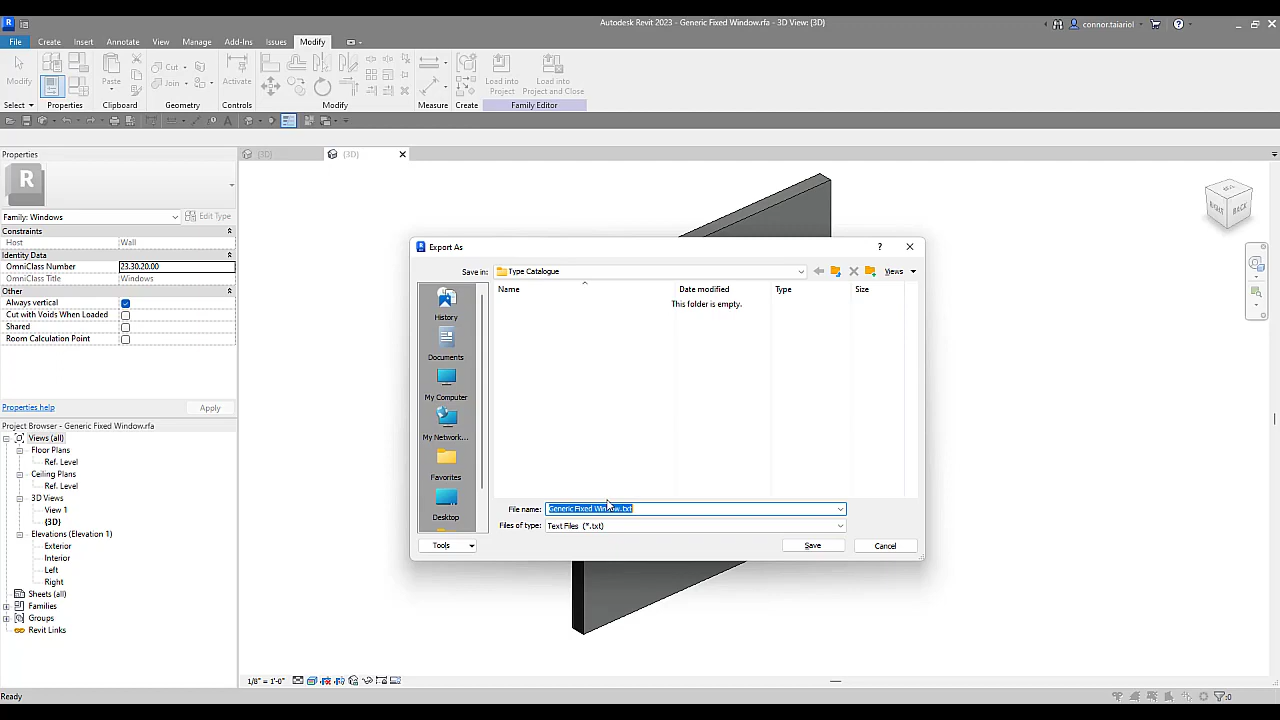 Autodesk Revit 2023 - Generic Fixed Window.rfa - 3D View: {3D}
connor.taiariol
File
Create
Insert
Annotate
View
Manage
Add-Ins
Issues
Modify
Modify
Paste
Cut
Join
Activate
Load into
Project
Load into
Project and Close
Select
Properties
Clipboard
Geometry
Controls
Modify
Measure
Create
Family Editor
Properties
{3D}
{3D}
R
Family: Windows
Edit Type
Constraints
Host
Wall
Identity Data
OmniClass Number
23.30.20.00
OmniClass Title
Windows
Other
Always vertical
Cut with Voids When Loaded
Shared
Room Calculation Point
Properties help
Apply
Project Browser - Generic Fixed Window.rfa
Views (all)
Floor Plans
Ref. Level
Ceiling Plans
Ref. Level
3D Views
View 1
{3D}
Elevations (Elevation 1)
Exterior
Interior
Left
Right
Sheets (all)
Families
Groups
Revit Links
Export As
Save in:
Type Catalogue
Views
Name
Date modified
Type
Size
This folder is empty.
History
Documents
My Computer
My Network...
Favorites
Desktop
File name:
Generic Fixed Window.txt
Files of type:
Text Files (*.txt)
Tools
Save
Cancel
RIGHT
BACK
1/8" = 1'-0"
Ready
:0